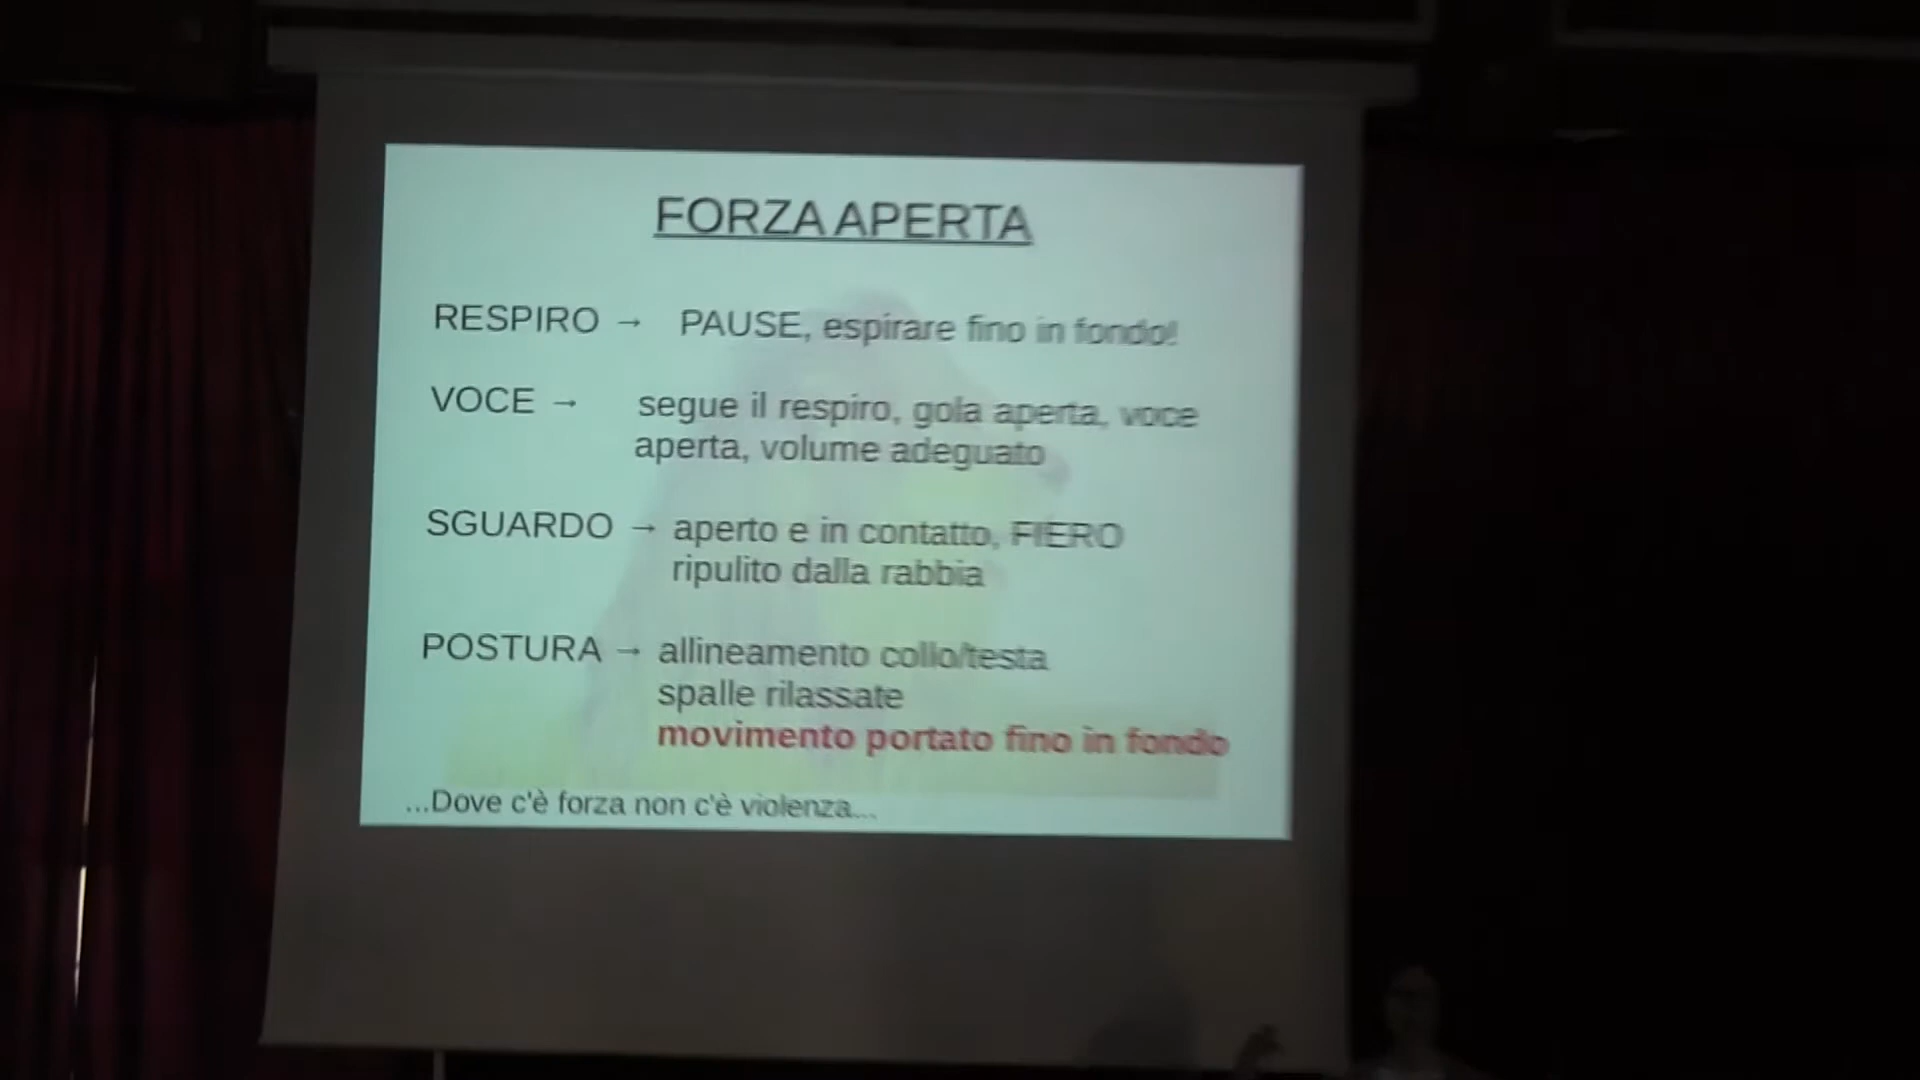 FORZA APERTA
RESPIRO → PAUSE, espirare fino in fondo!
VOCE → segue il respiro, gola aperta, voce
aperta, volume adeguato
SGUARDO → aperto e in contatto, FIERO
ripulito dalla rabbia
POSTURA → allineamento collo/testa
spalle rilassate
movimento portato fino in fondo
...Dove c'è forza non c'è violenza...